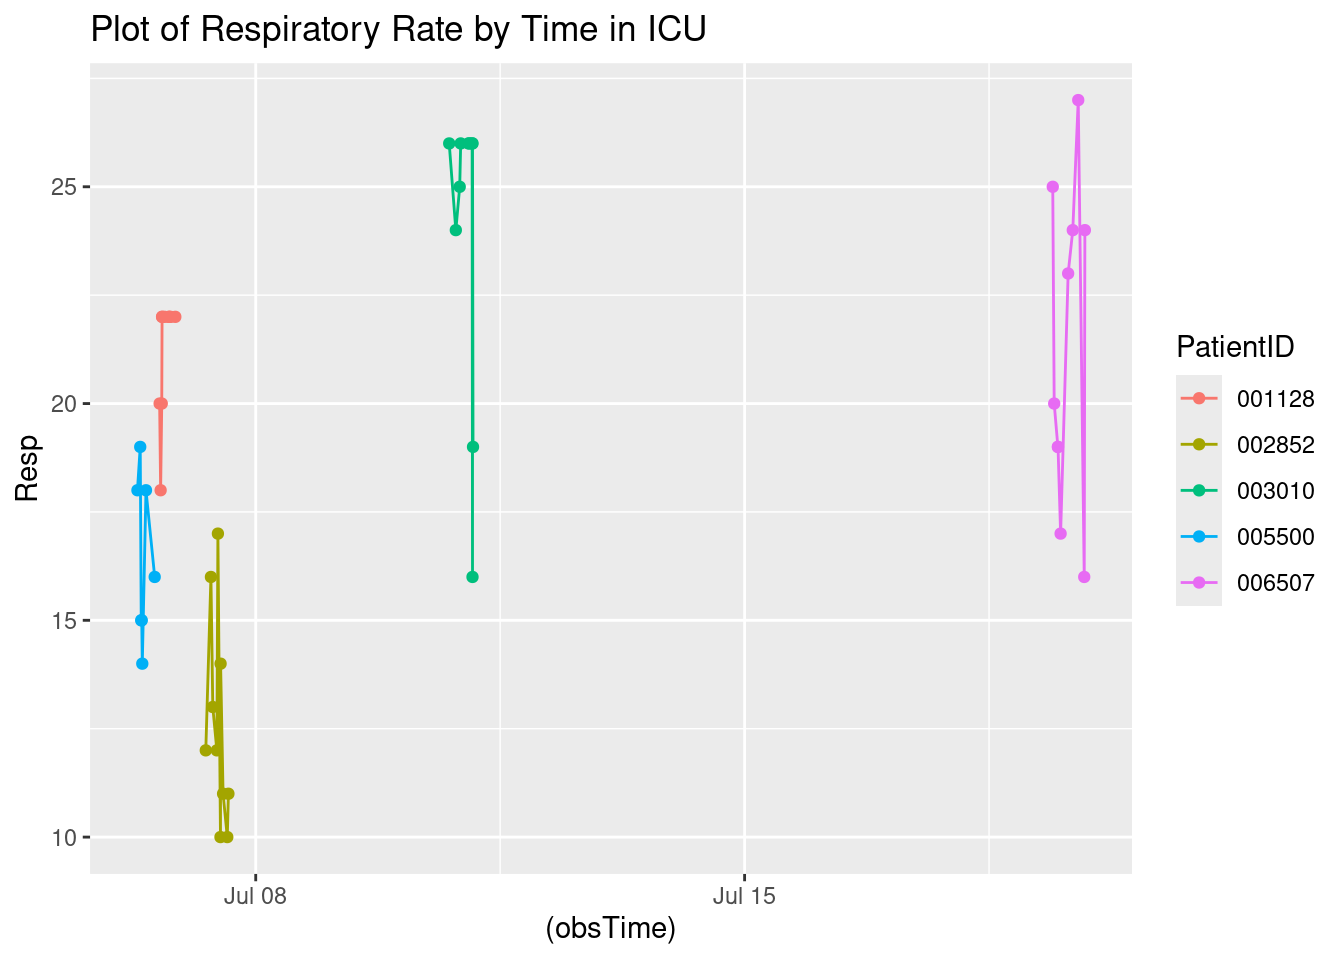 Plot of Respiratory Rate by Time in ICU
25
20
15
10
Resp
Jul 08
Jul 15
(obsTime)
PatientID
001128
002852
003010
005500
006507